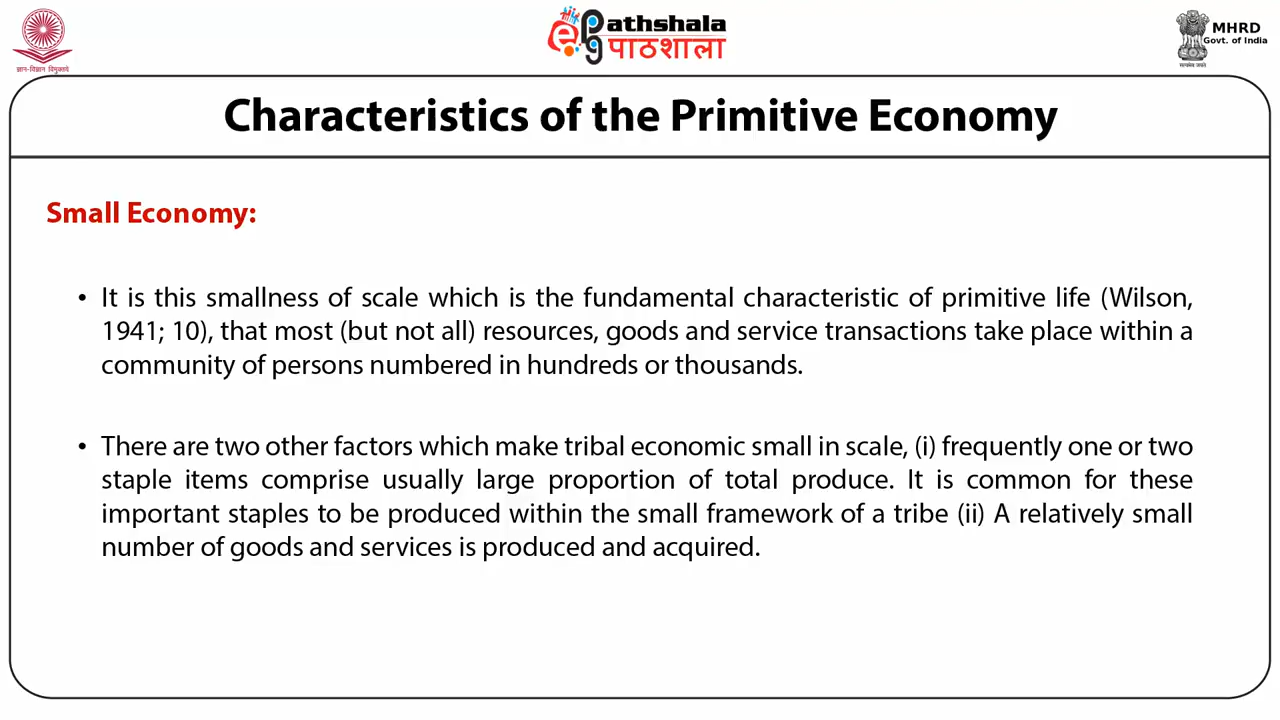 ज्ञान-विज्ञान विमुक्तये
ePathshala
पाठशाला
MHRD
Govt. of India
सत्यमेव जयते
Characteristics of the Primitive Economy
Small Economy:
• It is this smallness of scale which is the fundamental characteristic of primitive life (Wilson,
1941; 10), that most (but not all) resources, goods and service transactions take place within a
community of persons numbered in hundreds or thousands.
• There are two other factors which make tribal economic small in scale, (i) frequently one or two
staple items comprise usually large proportion of total produce. It is common for these
important staples to be produced within the small framework of a tribe (ii) A relatively small
number of goods and services is produced and acquired.